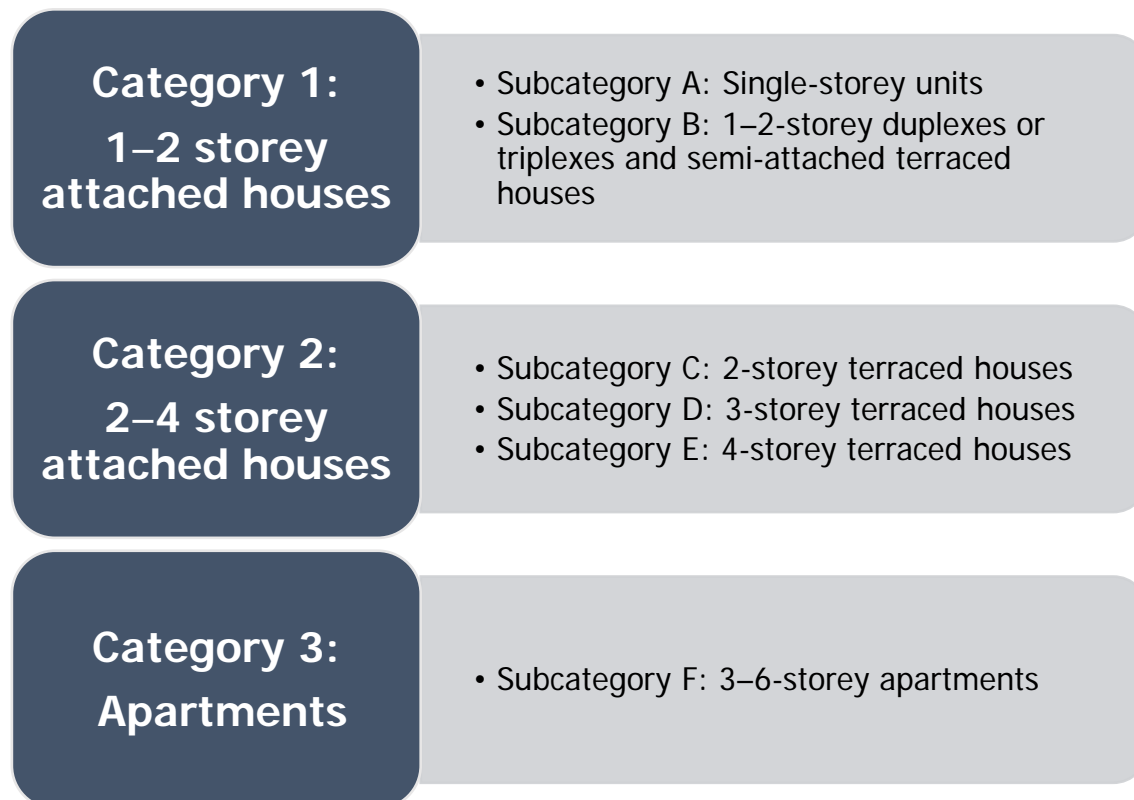 Category 1:
1–2 storey
attached houses
• Subcategory A: Single-storey units
• Subcategory B: 1–2-storey duplexes or
triplexes and semi-attached terraced
houses
Category 2:
2–4 storey
attached houses
• Subcategory C: 2-storey terraced houses
• Subcategory D: 3-storey terraced houses
• Subcategory E: 4-storey terraced houses
Category 3:
Apartments
• Subcategory F: 3–6-storey apartments